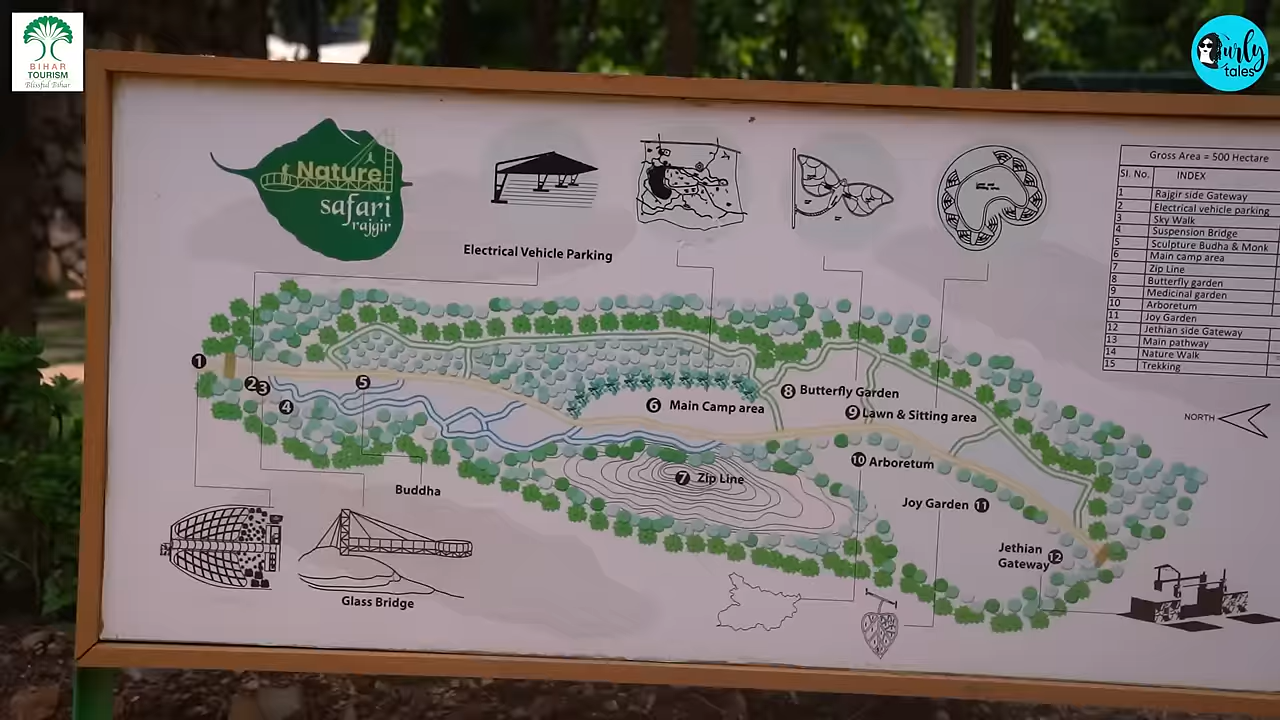 BIHAR
TOURISM
Blissful Bihar
Curly
tales
Nature
safari
rajgir
Electrical Vehicle Parking
Gross Area = 500 Hectare
Sl. No. INDEX
1 Rajgir side Gateway
2 Electrical vehicle parking
3 Sky Walk
4 Suspension Bridge
5 Sculpture Budha & Monk
6 Main camp area
7 Zip Line
8 Butterfly garden
9 Medicinal garden
10 Arboretum
11 Joy Garden
12 Jethian side Gateway
13 Main pathway
14 Nature Walk
15 Trekking
NORTH
1
2 3
4
5
6 Main Camp area
8 Butterfly Garden
9 Lawn & Sitting area
10 Arboretum
7 Zip Line
Joy Garden 11
Jethian
Gateway 12
Buddha
Glass Bridge